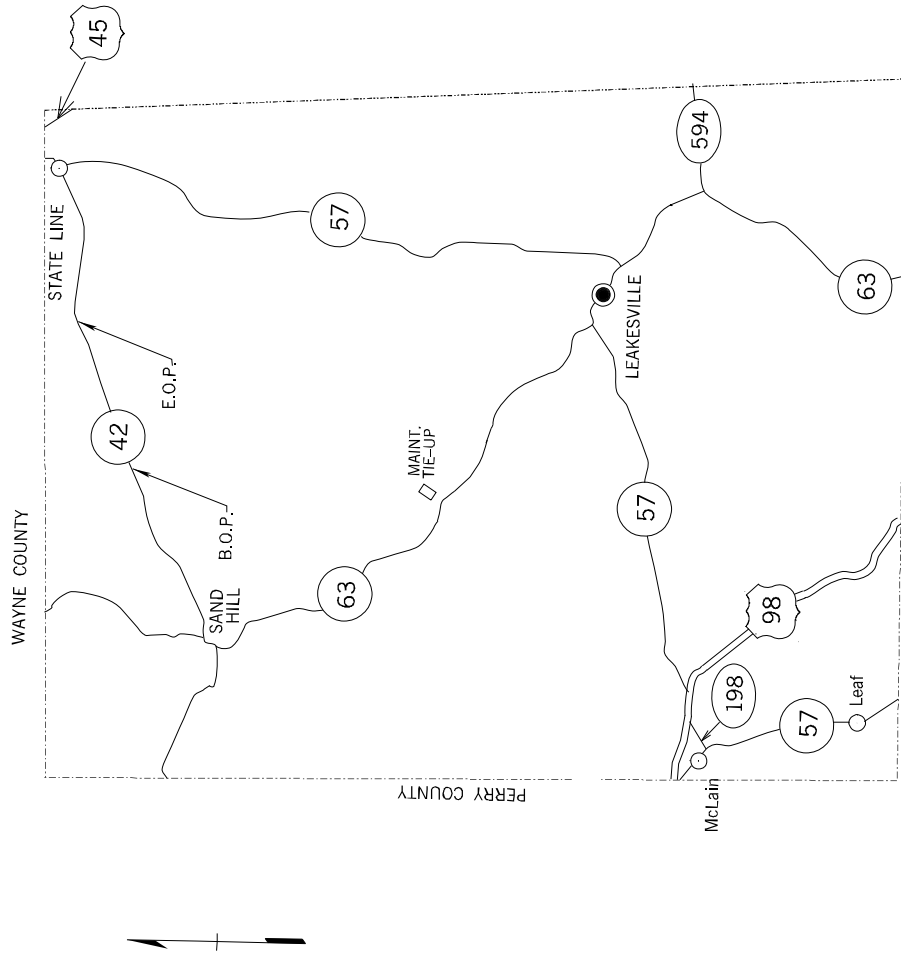 45
STATE LINE
594
57
63
E.O.P.
LEAKESVILLE
42
MAINT.
TIE-UP
B.O.P.
57
WAYNE COUNTY
SAND
HILL
63
98
198
Leaf
57
McLain
PERRY COUNTY